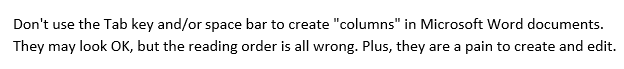 Don't use the Tab key and/or space bar to create "columns" in Microsoft Word documents.
They may look OK, but the reading order is all wrong. Plus, they are a pain to create and edit.